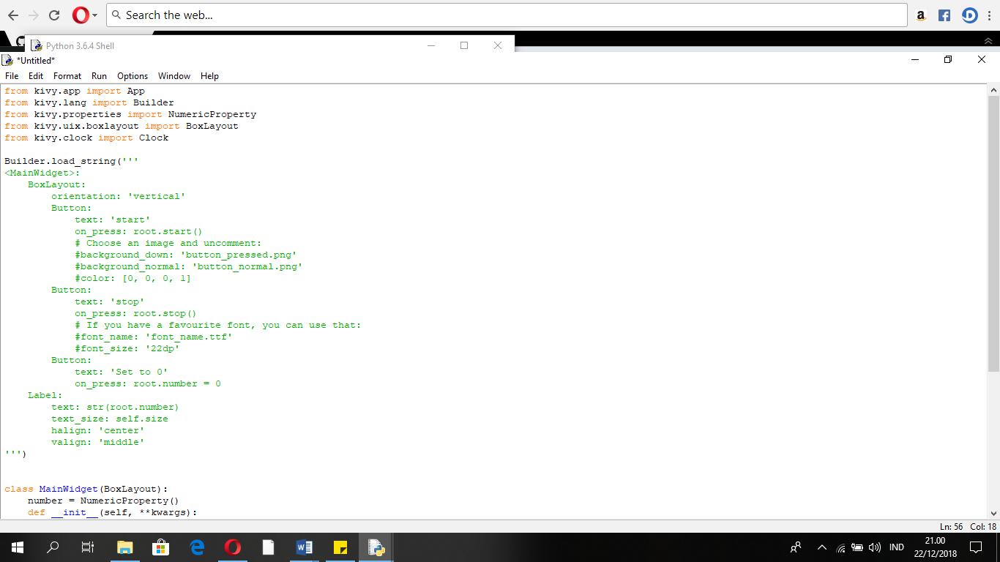 Search the web...
Python 3.6.4 Shell
*Untitled*
File Edit Format Run Options Window Help
from kivy.app import App
from kivy.lang import Builder
from kivy.properties import NumericProperty
from kivy.uix.boxlayout import BoxLayout
from kivy.clock import Clock
Builder.load_string('''
<MainWidget>:
    BoxLayout:
        orientation: 'vertical'
        Button:
            text: 'start'
            on_press: root.start()
            # Choose an image and uncomment:
            #background_down: 'button_pressed.png'
            #background_normal: 'button_normal.png'
            #color: [0, 0, 0, 1]
        Button:
            text: 'stop'
            on_press: root.stop()
            # If you have a favourite font, you can use that:
            #font_name: 'font_name.ttf'
            #font_size: '22dp'
        Button:
            text: 'Set to 0'
            on_press: root.number = 0
    Label:
        text: str(root.number)
        text_size: self.size
        halign: 'center'
        valign: 'middle'
''')
class MainWidget(BoxLayout):
    number = NumericProperty()
    def __init__(self, **kwargs):
Ln: 56 Col: 18
IND
21.00
22/12/2018